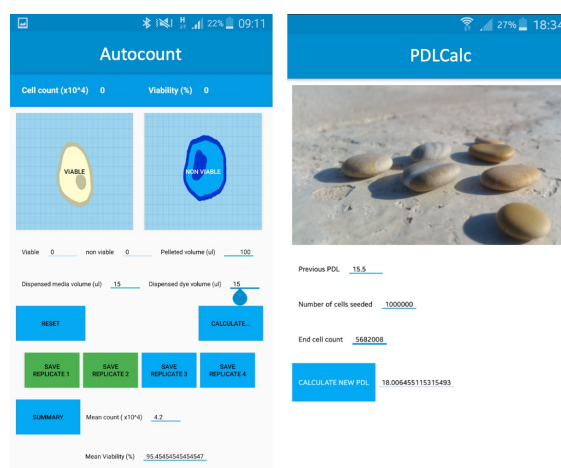 22% 09:11
Autocount
Cell count (x10^4) 0 Viability (%) 0
VIABLE
NON VIABLE
Viable 0 non viable 0 Pelleted volume (ul) 100
Dispensed media volume (ul) 15 Dispensed dye volume (ul) 15
RESET
CALCULATE...
SAVE REPLICATE 1
SAVE REPLICATE 2
SAVE REPLICATE 3
SAVE REPLICATE 4
SUMMARY
Mean count ( x10^4) 4.2
Mean Viability (%) 95.45454545454547
27% 18:34
PDLCalc
Previous PDL 15.5
Number of cells seeded 1000000
End cell count 5682008
CALCULATE NEW PDL 18.006455115315493